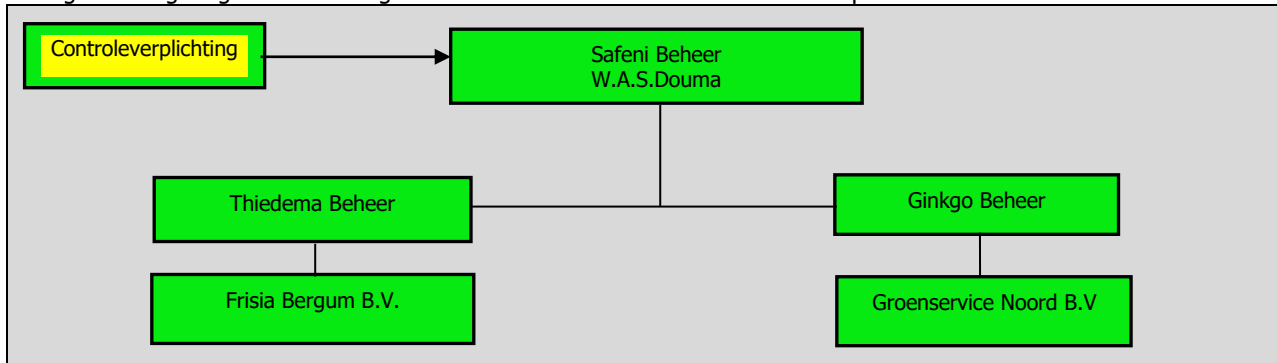 Controleverplichting
Safeni Beheer
W.A.S.Douma
Thiedema Beheer
Ginkgo Beheer
Frisia Bergum B.V.
Groenservice Noord B.V